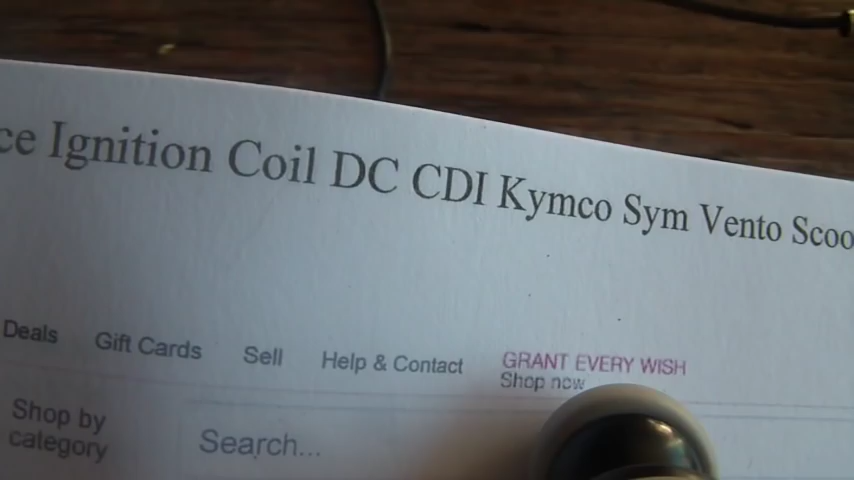 ce Ignition Coil DC CDI Kymco Sym Vento Scoo
Deals Gift Cards Sell Help & Contact GRANT EVERY WISH
Shop now
Shop by
category
Search...